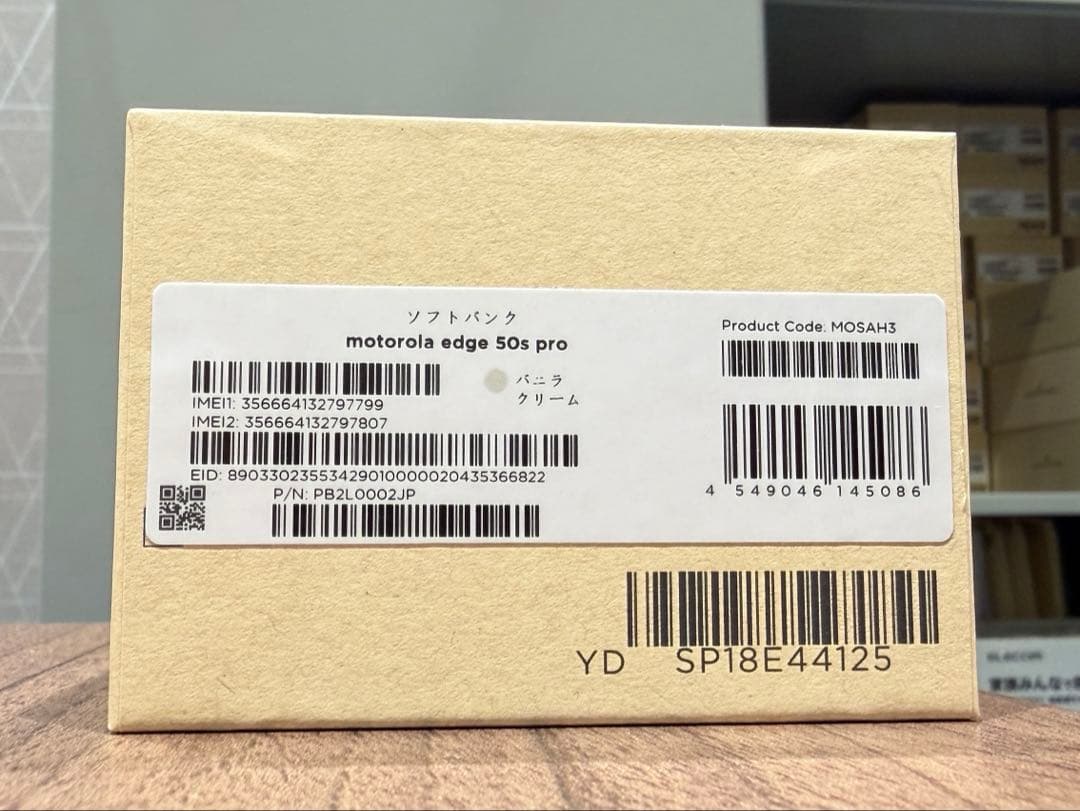 ソフトバンク
motorola edge 50s pro
バニラ
クリーム
IMEI1: 356664132797799
IMEI2: 356664132797807
EID: 89033023553429010000020435366822
P/N: PB2L0002JP
Product Code: MOSAH3
4 549046 145086
YD SP18E44125
ELECOM